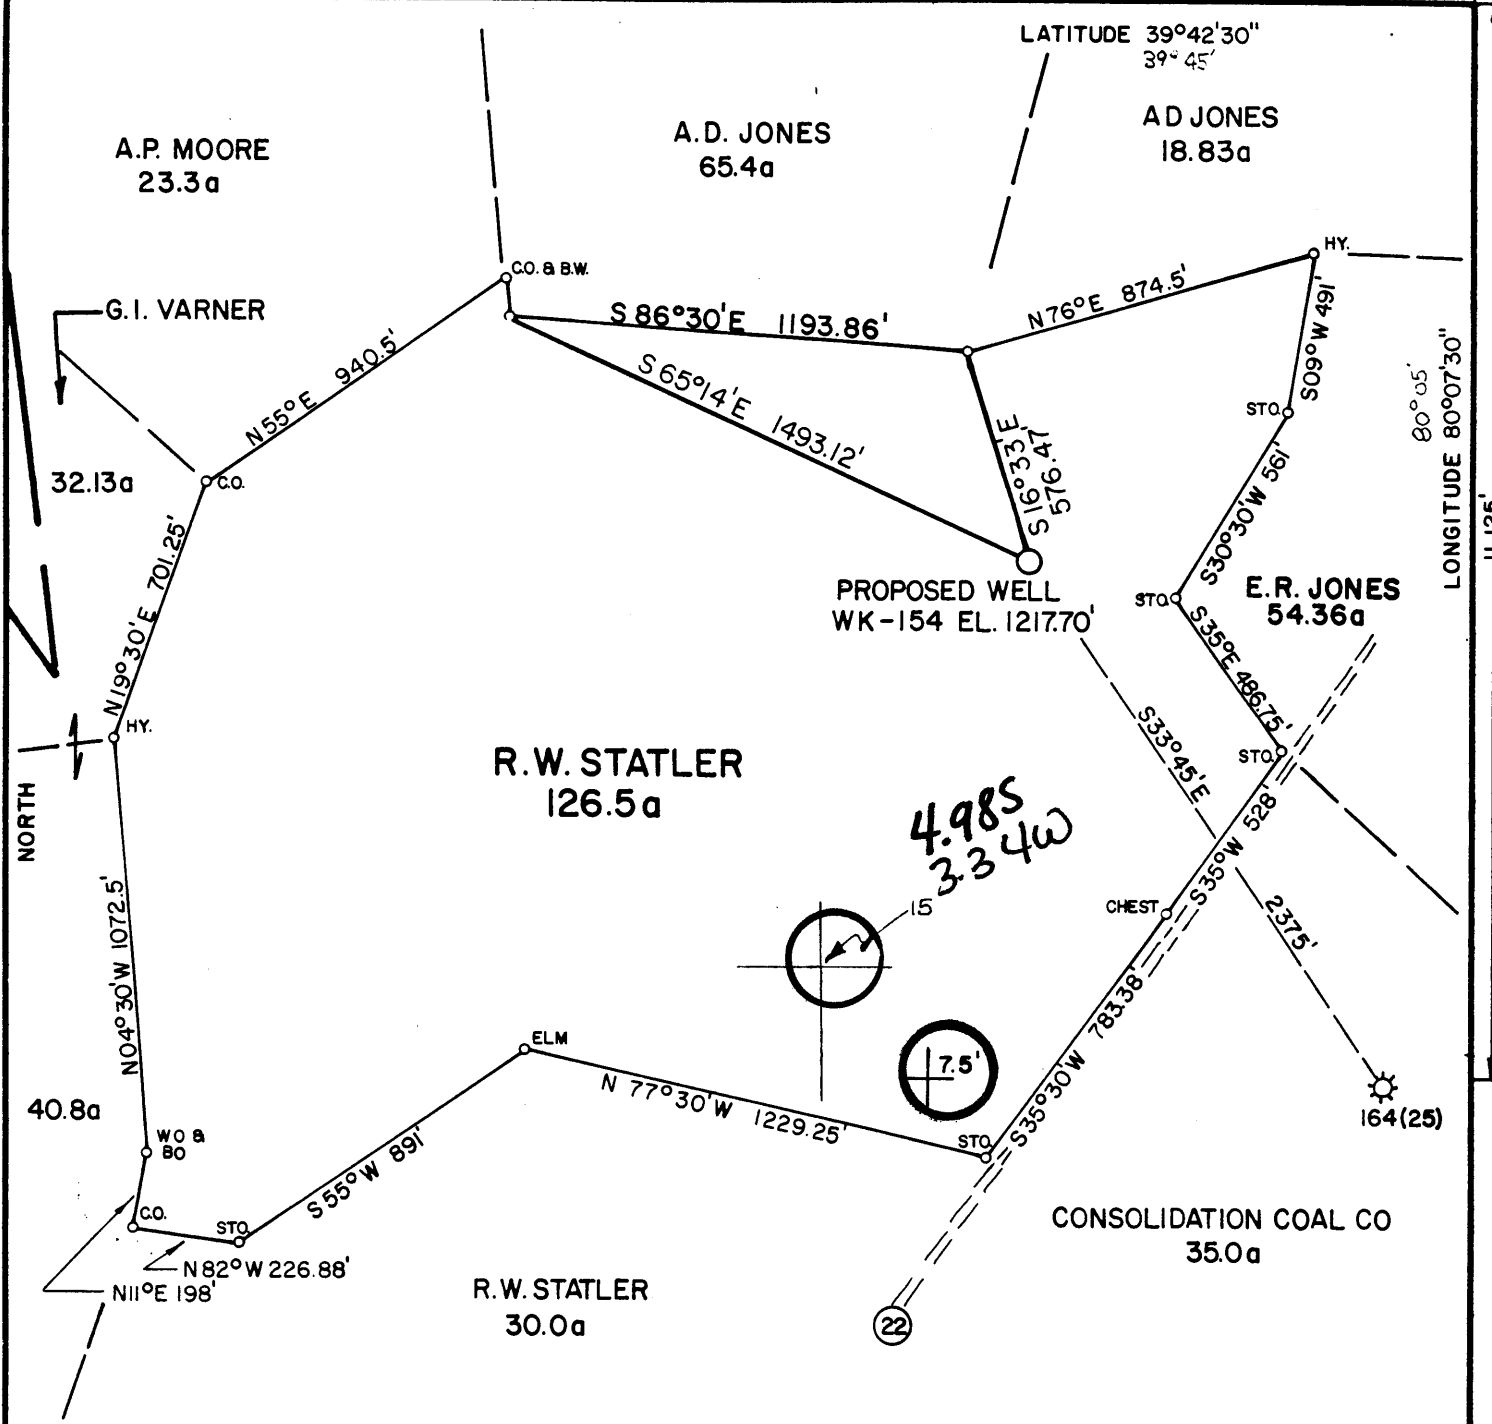 LATITUDE 39°42'30"
39°45'
A.P. MOORE
23.3a
A.D. JONES
65.4a
AD JONES
18.83a
G.I. VARNER
32.13a
C.O. & B.W.
HY.
N55°E 940.5'
S 86°30'E 1193.86'
N76°E 874.5'
S09°W 491'
S 65°14'E 1493.12'
S16°33'E
576.47'
STO.
C.O.
80°05'
LONGITUDE 80°07'30"
11,125'
S30°30'W 561'
N19°30'E 701.25'
PROPOSED WELL
WK-154 EL. 1217.70'
STO.
E.R. JONES
54.36a
S35°E 486.75'
HY.
STO.
S33°45'E
2375'
NORTH
R.W. STATLER
126.5a
4.98S
3.34W
15
S35°W 528'
CHEST
N04°30'W 1072.5'
S35°30'W 783.38'
7.5'
ELM
N 77°30'W 1229.25'
STO.
164(25)
40.8a
WO &
BO
S55°W 891'
C.O.
STO.
N82°W 226.88'
N11°E 198'
R.W. STATLER
30.0a
CONSOLIDATION COAL CO
35.0a
22